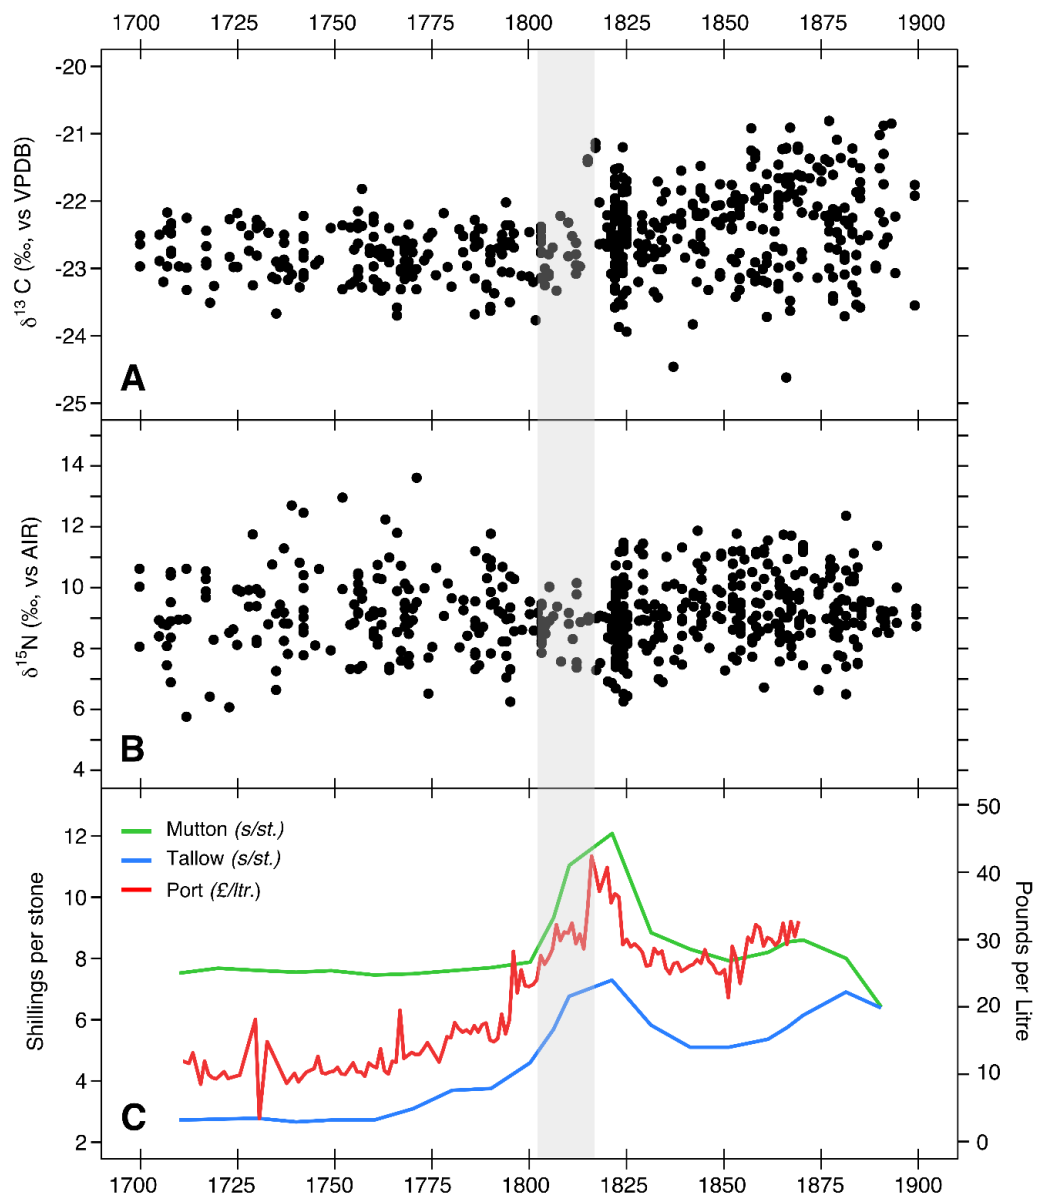 1700 1725 1750 1775 1800 1825 1850 1875 1900
-20
-21
-22
-23
-24
-25
δ13 C (‰, vs VPDB)
A
14
12
10
8
6
4
δ15N (‰, vs AIR)
B
Mutton (s/st.)
Tallow (s/st.)
Port (£/ltr.)
12
10
8
6
4
2
Shillings per stone
50
40
30
20
10
0
Pounds per Litre
C
1700 1725 1750 1775 1800 1825 1850 1875 1900